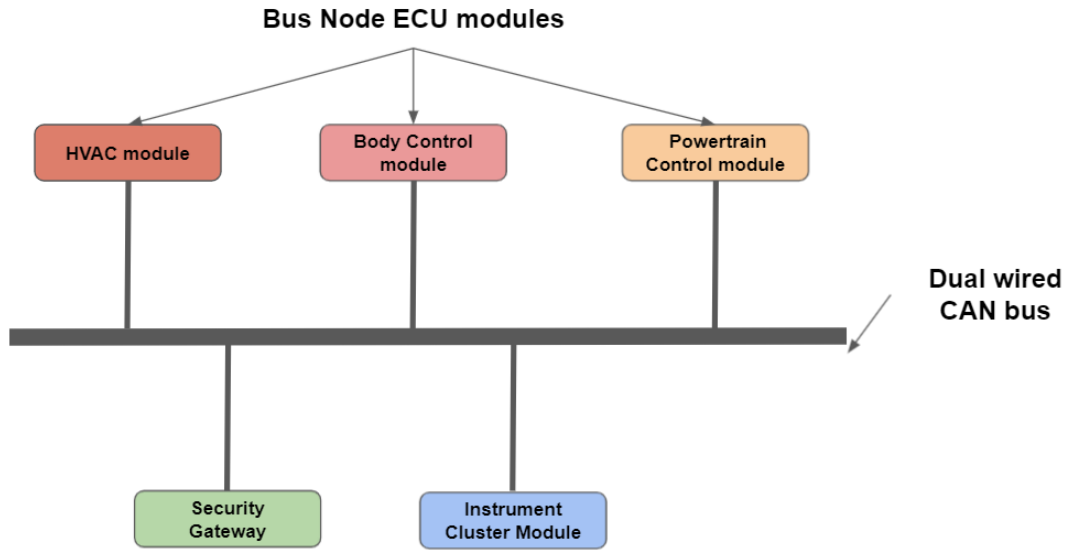 Bus Node ECU modules
HVAC module
Body Control
module
Powertrain
Control module
Dual wired
CAN bus
Security
Gateway
Instrument
Cluster Module